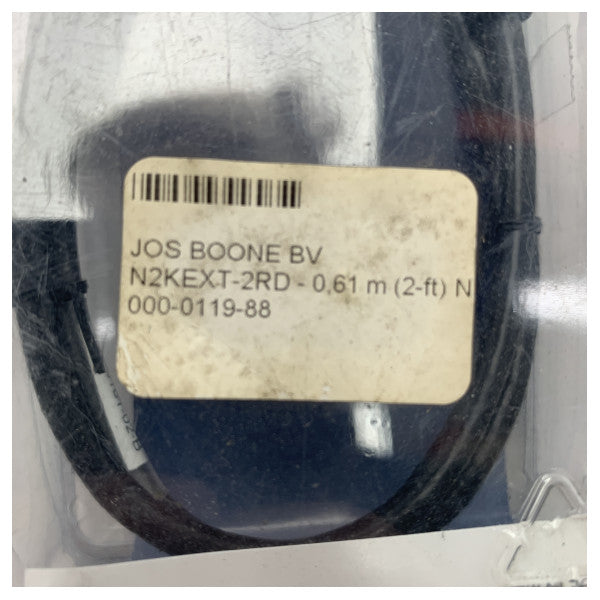 JOS BOONE BV
N2KEXT-2RD - 0,61 m (2-ft) N
000-0119-88